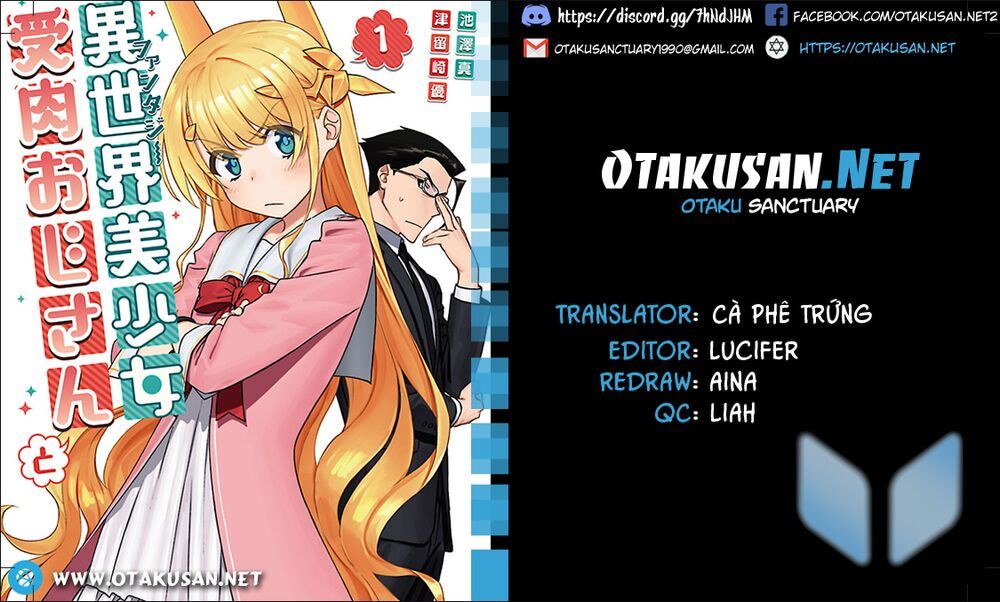 異世界美少女
ファンタジー
受肉おじさん
と
1
池澤真
津留崎優
WWW.OTAKUSAN.NET
https://discord.gg/7hNdJHM
FACEBOOK.COM/OTAKUSAN.NET2
OTAKUSANCTUARY1990@GMAIL.COM
HTTPS://OTAKUSAN.NET
OTAKUSAN.NET
OTAKU SANCTUARY
TRANSLATOR: CÀ PHÊ TRỨNG
EDITOR: LUCIFER
REDRAW: AINA
QC: LIAH